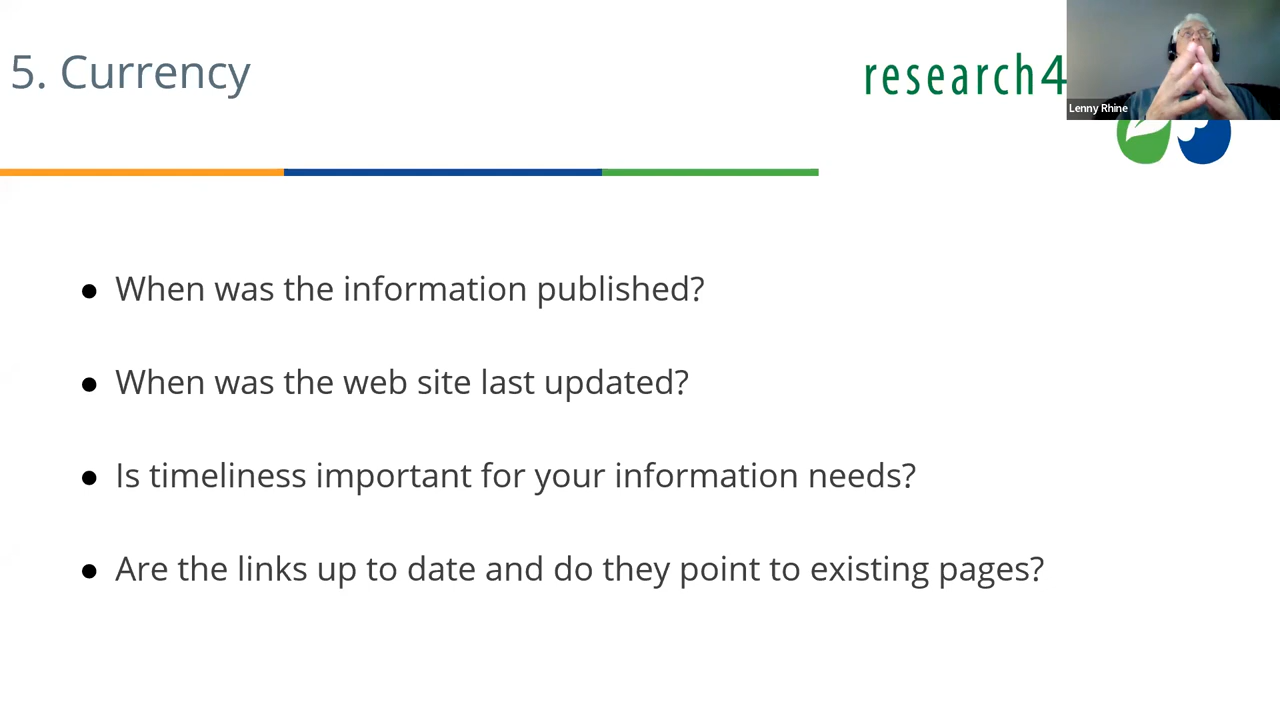 5. Currency
research4
Lenny Rhine
● When was the information published?
● When was the web site last updated?
● Is timeliness important for your information needs?
● Are the links up to date and do they point to existing pages?